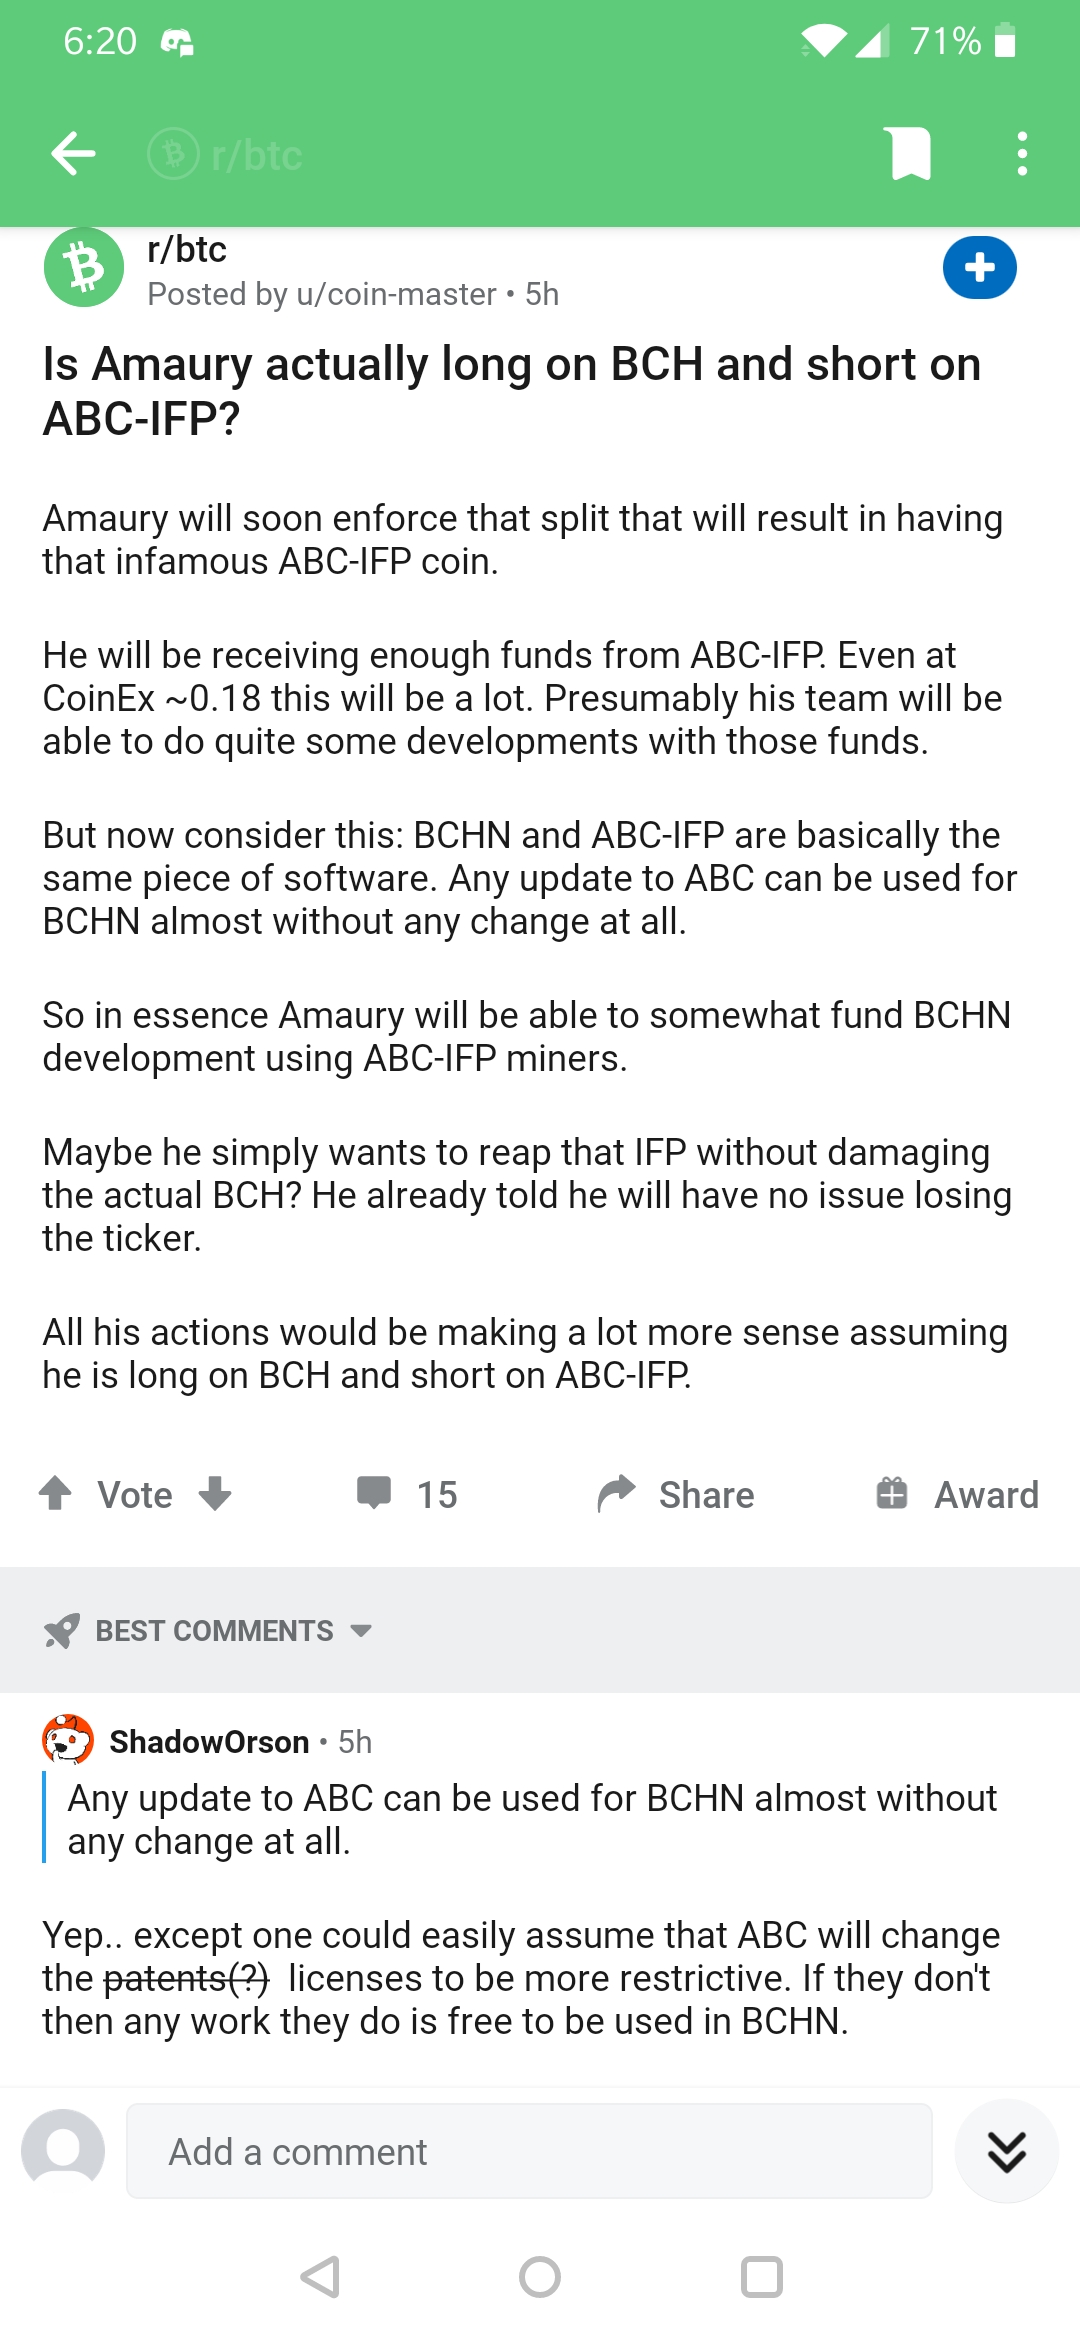 6:20
71%
r/btc
r/btc
Posted by u/coin-master • 5h
Is Amaury actually long on BCH and short on
ABC-IFP?
Amaury will soon enforce that split that will result in having
that infamous ABC-IFP coin.
He will be receiving enough funds from ABC-IFP. Even at
CoinEx ~0.18 this will be a lot. Presumably his team will be
able to do quite some developments with those funds.
But now consider this: BCHN and ABC-IFP are basically the
same piece of software. Any update to ABC can be used for
BCHN almost without any change at all.
So in essence Amaury will be able to somewhat fund BCHN
development using ABC-IFP miners.
Maybe he simply wants to reap that IFP without damaging
the actual BCH? He already told he will have no issue losing
the ticker.
All his actions would be making a lot more sense assuming
he is long on BCH and short on ABC-IFP.
Vote 15 Share Award
BEST COMMENTS
ShadowOrson • 5h
Any update to ABC can be used for BCHN almost without
any change at all.
Yep.. except one could easily assume that ABC will change
the patents(?) licenses to be more restrictive. If they don't
then any work they do is free to be used in BCHN.
Add a comment